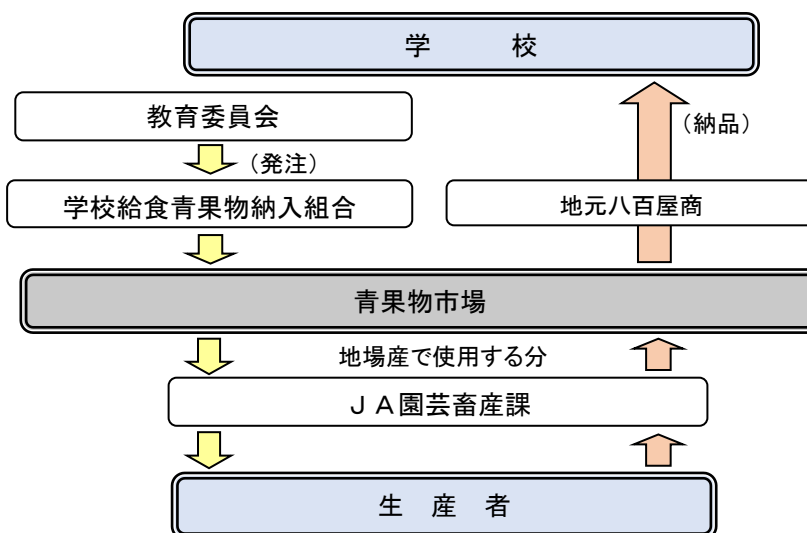 学　　校
教育委員会
（発注）
（納品）
学校給食青果物納入組合
地元八百屋商
青果物市場
地場産で使用する分
ＪＡ園芸畜産課
生　産　者